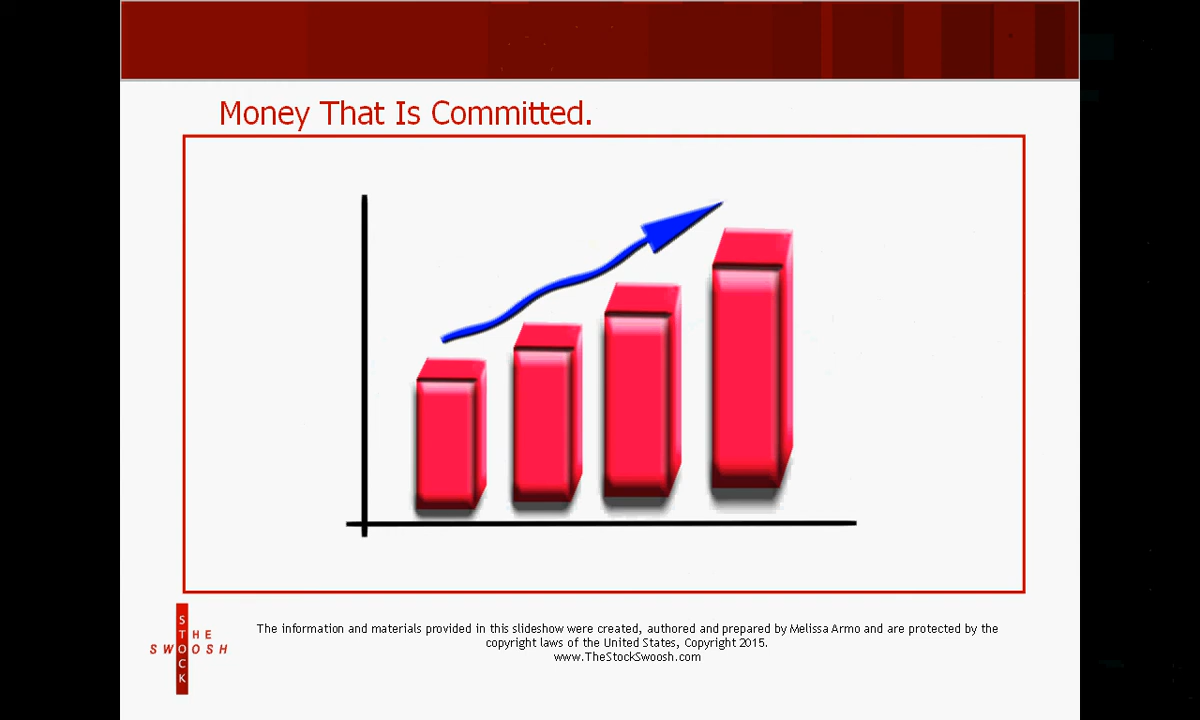 Money That Is Committed.
The information and materials provided in this slideshow were created, authored and prepared by Melissa Armo and are protected by the
copyright laws of the United States, Copyright 2015.
www.TheStockSwoosh.com
THE
STOCK
SWOOSH